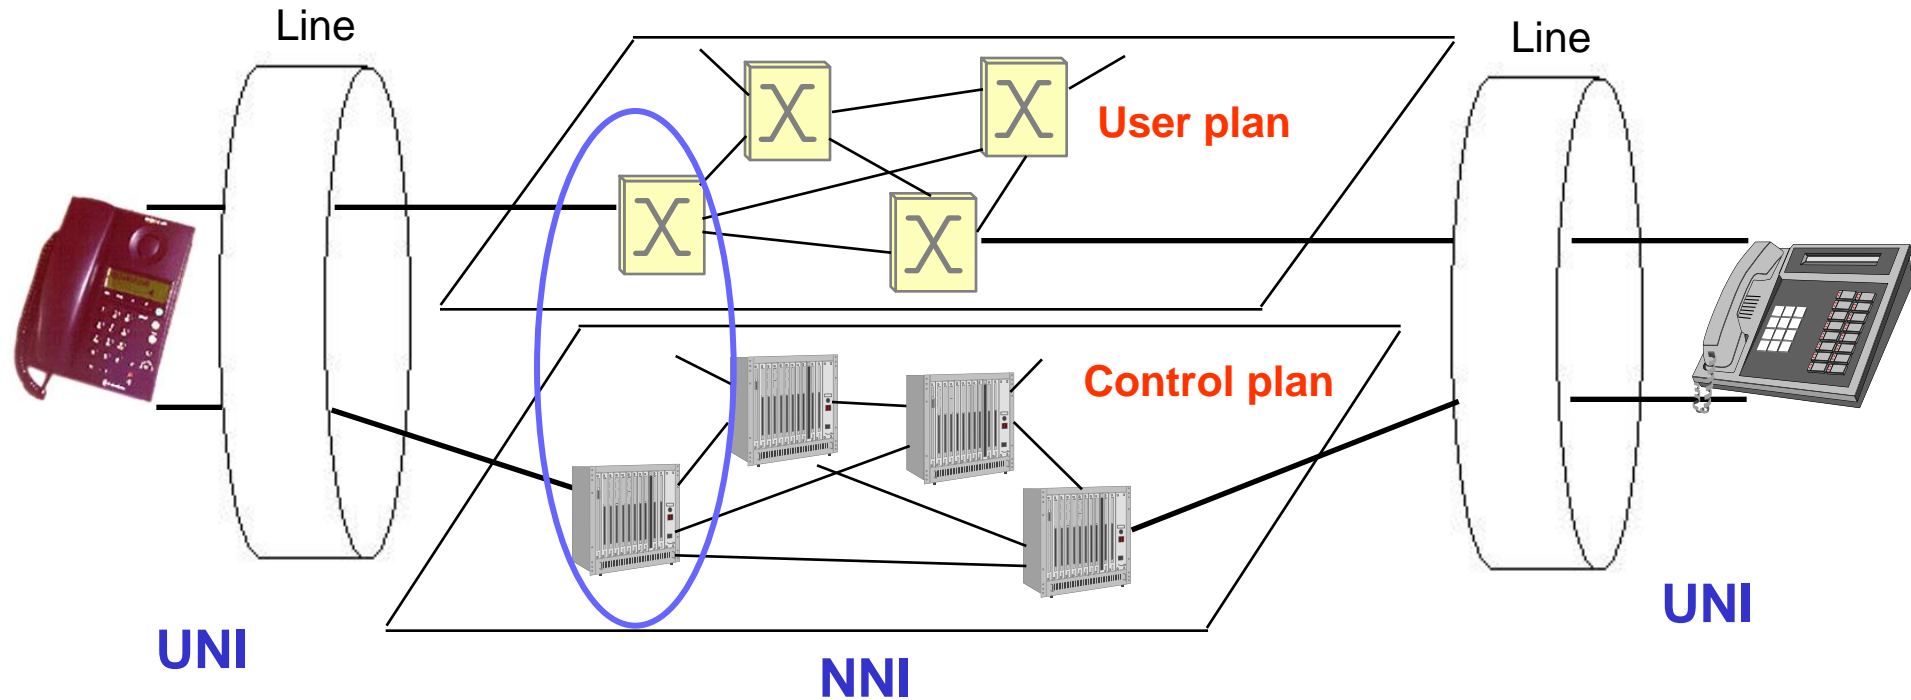 Line
Line
User plan
Control plan
UNI
NNI
UNI